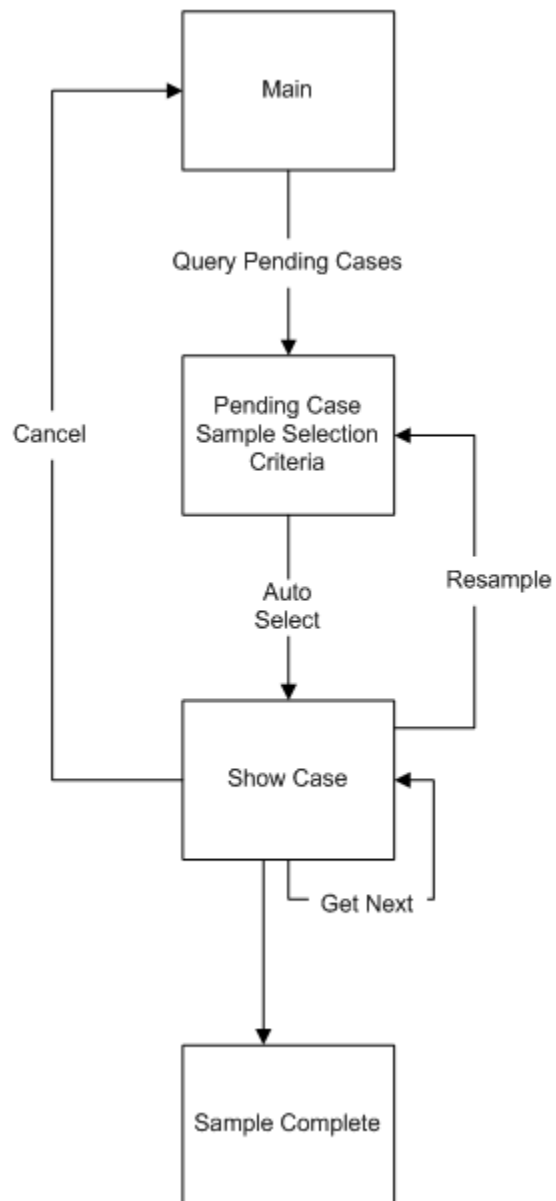 Main
Query Pending Cases
Pending Case
Sample Selection
Criteria
Cancel
Resample
Auto
Select
Show Case
Get Next
Sample Complete